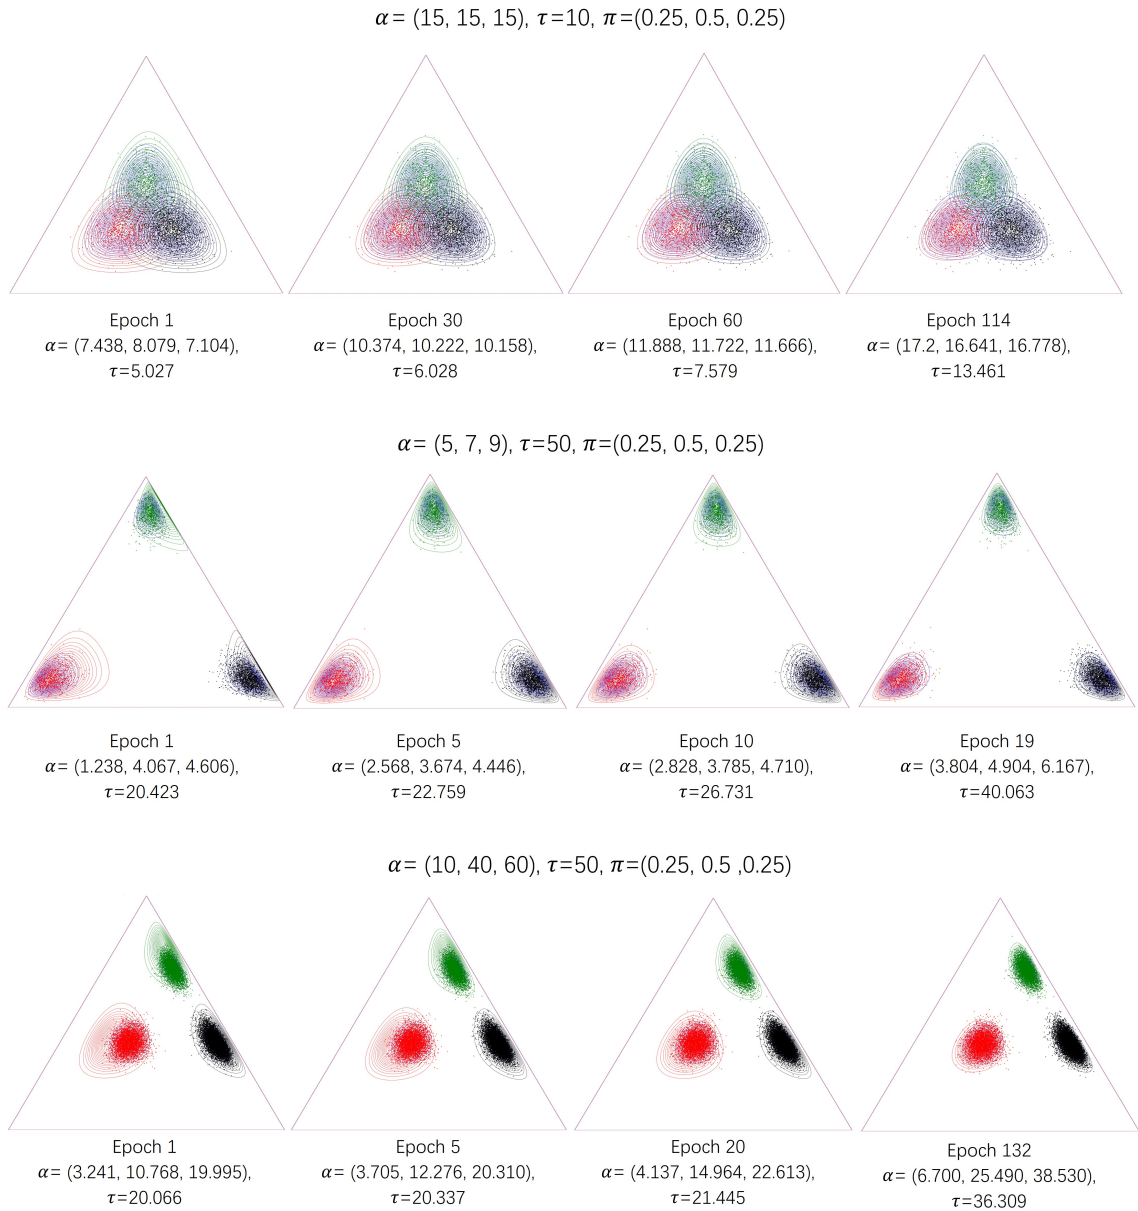 α= (15, 15, 15), τ=10, π=(0.25, 0.5, 0.25)
Epoch 1
α= (7.438, 8.079, 7.104),
τ=5.027
Epoch 30
α= (10.374, 10.222, 10.158),
τ=6.028
Epoch 60
α= (11.888, 11.722, 11.666),
τ=7.579
Epoch 114
α= (17.2, 16.641, 16.778),
τ=13.461
α= (5, 7, 9), τ=50, π=(0.25, 0.5, 0.25)
Epoch 1
α= (1.238, 4.067, 4.606),
τ=20.423
Epoch 5
α= (2.568, 3.674, 4.446),
τ=22.759
Epoch 10
α= (2.828, 3.785, 4.710),
τ=26.731
Epoch 19
α= (3.804, 4.904, 6.167),
τ=40.063
α= (10, 40, 60), τ=50, π=(0.25, 0.5 ,0.25)
Epoch 1
α= (3.241, 10.768, 19.995),
τ=20.066
Epoch 5
α= (3.705, 12.276, 20.310),
τ=20.337
Epoch 20
α= (4.137, 14.964, 22.613),
τ=21.445
Epoch 132
α= (6.700, 25.490, 38.530),
τ=36.309